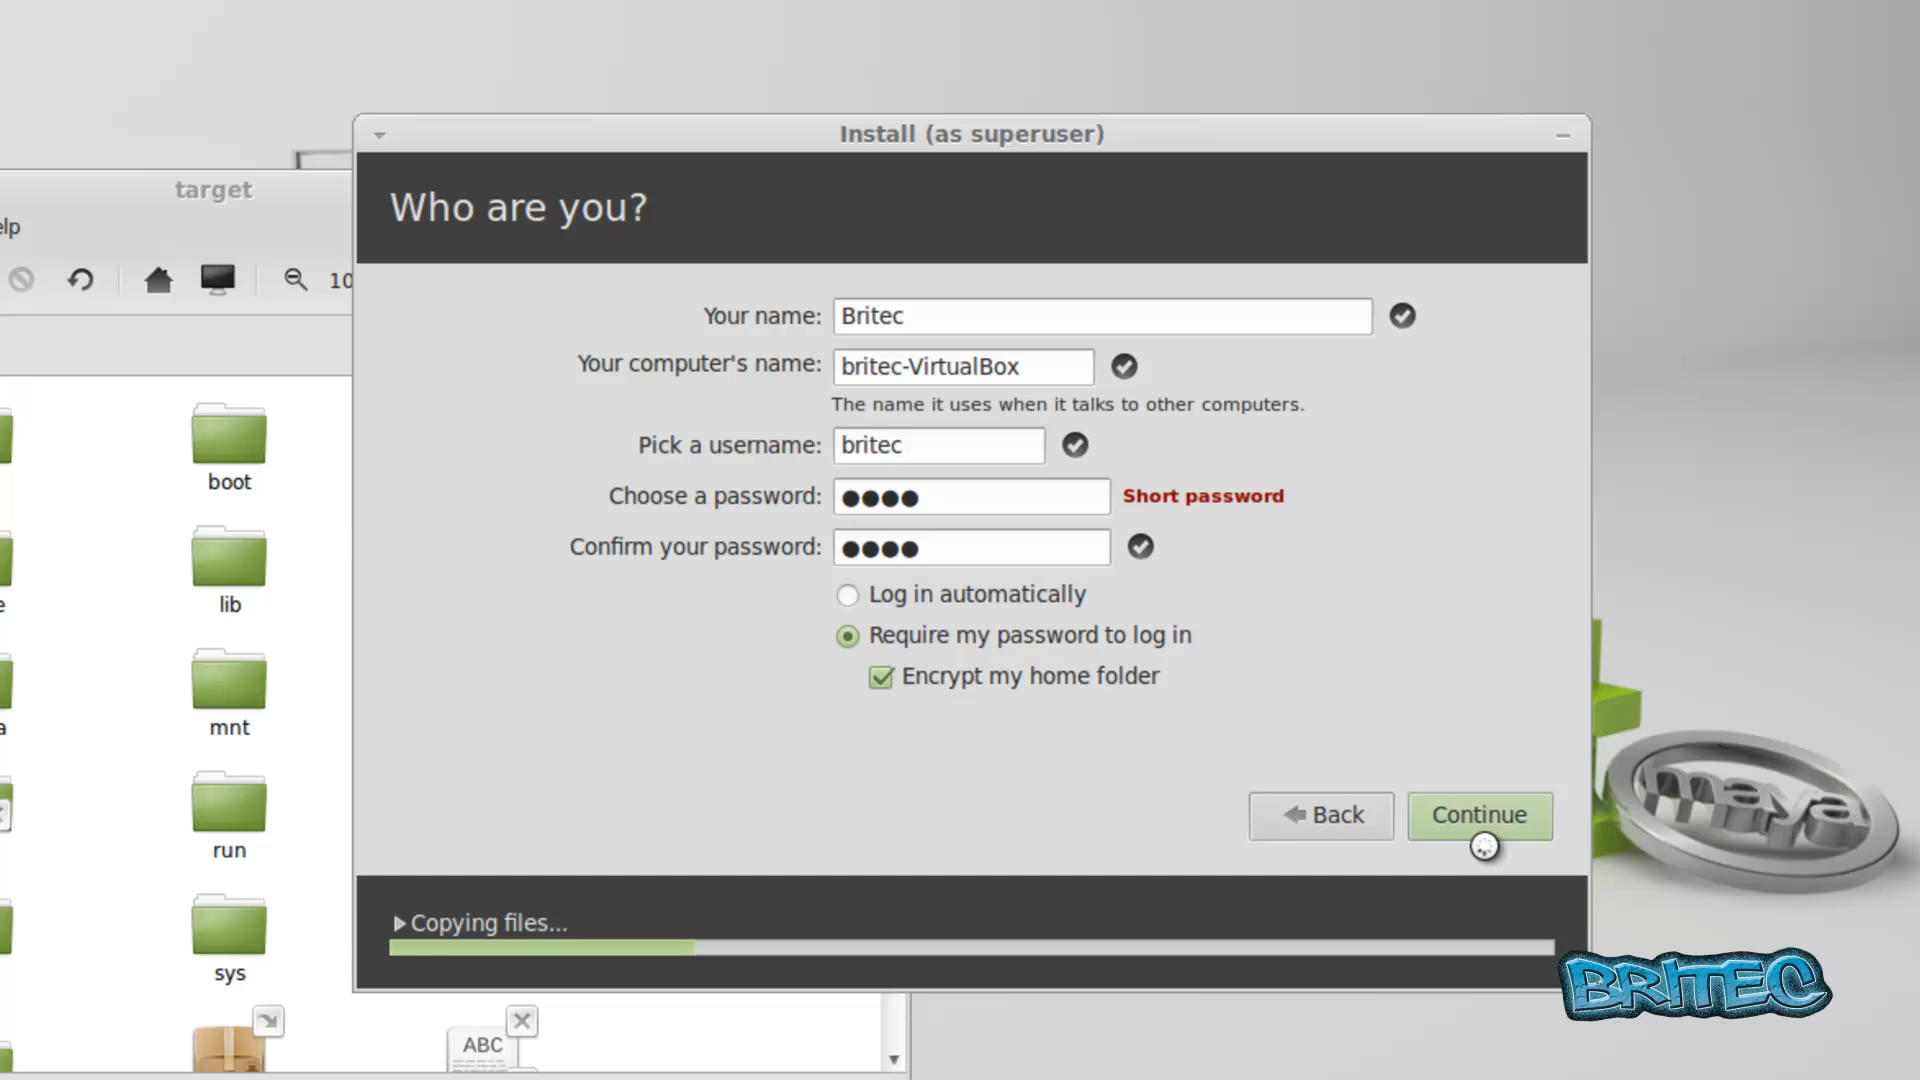 Install (as superuser)
target
elp
10
Who are you?
Your name: Britec
Your computer's name: britec-VirtualBox
The name it uses when it talks to other computers.
Pick a username: britec
Choose a password: ●●●● Short password
Confirm your password: ●●●●
Log in automatically
Require my password to log in
Encrypt my home folder
Back Continue
Copying files...
boot
lib
e
mnt
a
run
sys
ABC
maya
BRITEC